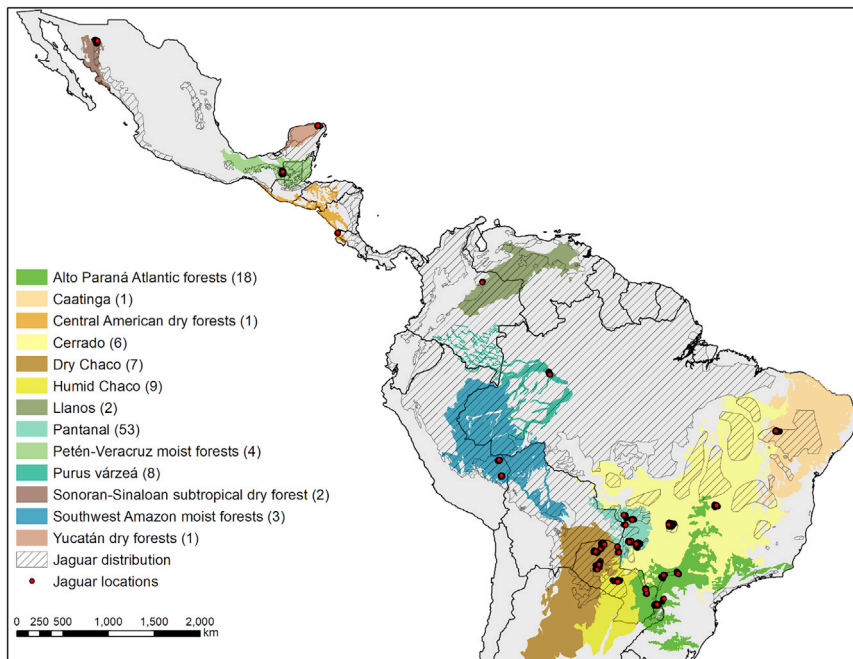 Alto Paraná Atlantic forests (18)
Caatinga (1)
Central American dry forests (1)
Cerrado (6)
Dry Chaco (7)
Humid Chaco (9)
Llanos (2)
Pantanal (53)
Petén-Veracruz moist forests (4)
Purus várzeá (8)
Sonoran-Sinaloan subtropical dry forest (2)
Southwest Amazon moist forests (3)
Yucatán dry forests (1)
Jaguar distribution
Jaguar locations
0 250 500 1,000 1,500 2,000
km